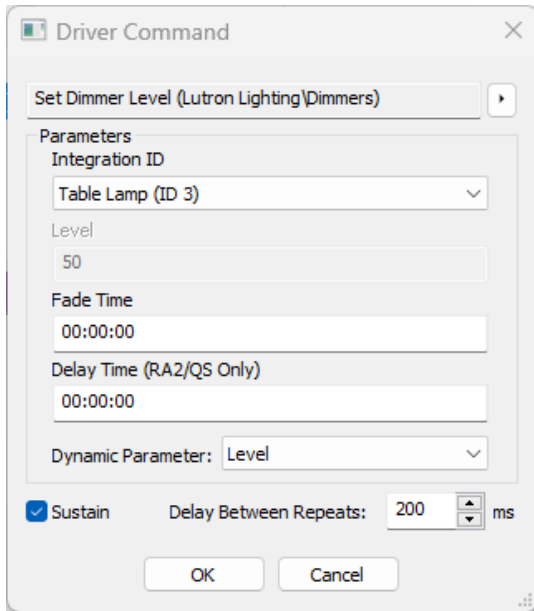 Driver Command
Set Dimmer Level (Lutron Lighting\Dimmers)
Parameters
Integration ID
Table Lamp (ID 3)
Level
50
Fade Time
00:00:00
Delay Time (RA2/QS Only)
00:00:00
Dynamic Parameter: Level
Sustain Delay Between Repeats: 200 ms
OK Cancel